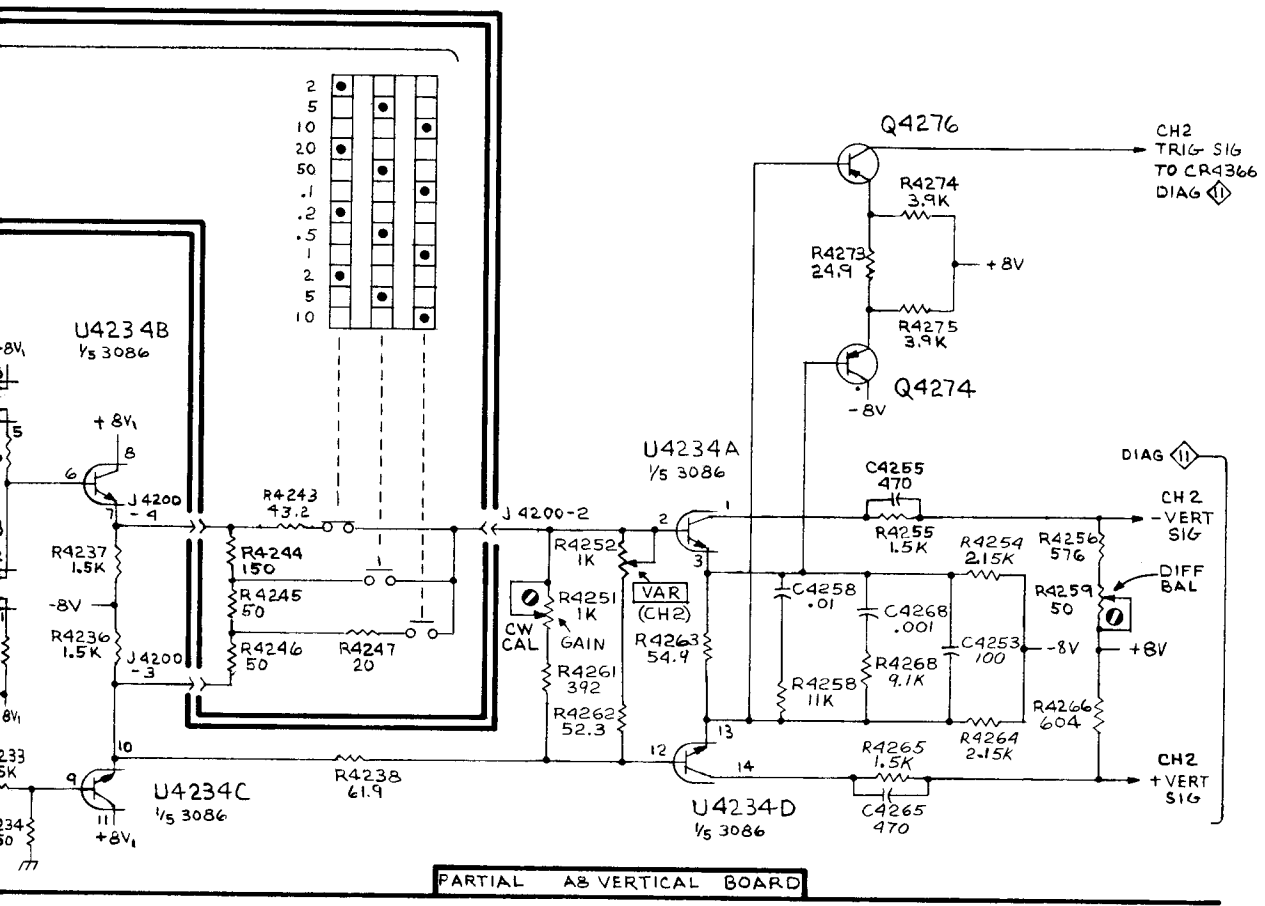 2
5
10
20
50
.1
.2
.5
1
2
5
10
Q4276
CH2
TRIG SIG
TO CR4366
DIAG 11
R4274
3.9K
R4273
24.9
+8V
R4275
3.9K
Q4274
-8V
U4234B
1/5 3086
-8V1
5
+8V1
8
6
7
J4200
-4
R4243
43.2
J4200-2
R4237
1.5K
-8V
R4236
1.5K
J4200
-3
R4244
150
R4245
50
R4246
50
R4247
20
10
9
11
+8V1
U4234C
1/5 3086
R4238
61.9
8V1
U4234A
1/5 3086
1
2
3
R4252
1K
VAR
(CH2)
R4251
1K
GAIN
CW
CAL
R4261
392
R4262
52.3
R4263
54.9
C4258
.01
R4258
11K
C4268
.001
R4268
9.1K
C4253
100
C4255
470
R4255
1.5K
R4254
2.15K
-8V
R4264
2.15K
R4256
576
R4259
50
DIFF
BAL
+8V
R4266
604
DIAG 11
CH2
-VERT
SIG
12
13
14
U4234D
1/5 3086
R4265
1.5K
C4265
470
CH2
+VERT
SIG
PARTIAL A8 VERTICAL BOARD